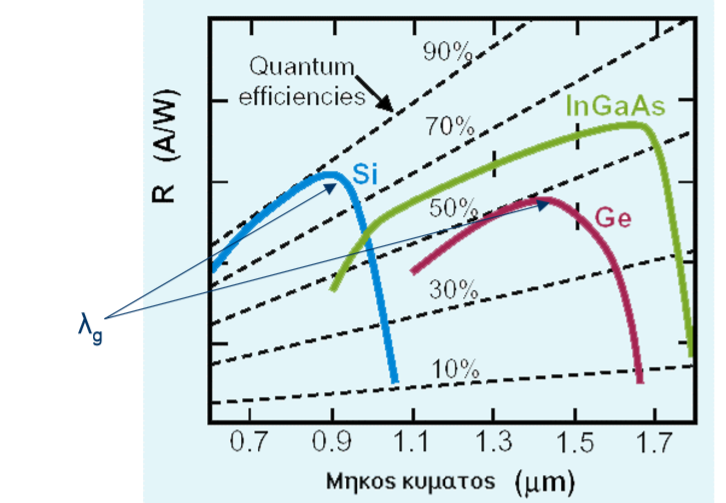 90%
Quantum
efficiencies
InGaAs
70%
Si
R (A/W)
50%
Ge
30%
λg
10%
0.7 0.9 1.1 1.3 1.5 1.7
Μηκος κυματος (μm)